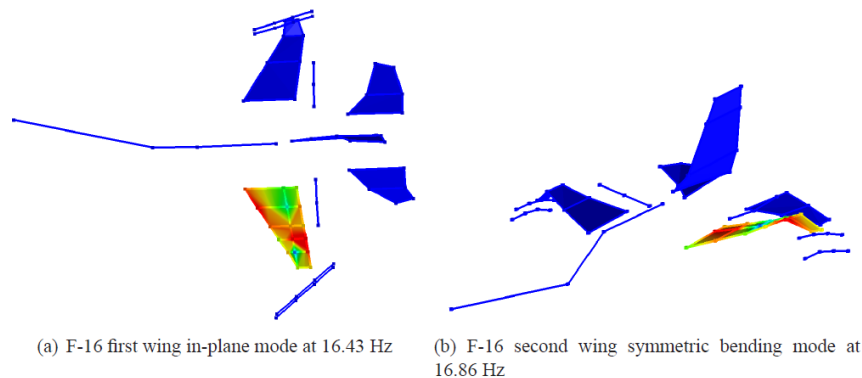 (a) F-16 first wing in-plane mode at 16.43 Hz
(b) F-16 second wing symmetric bending mode at
16.86 Hz